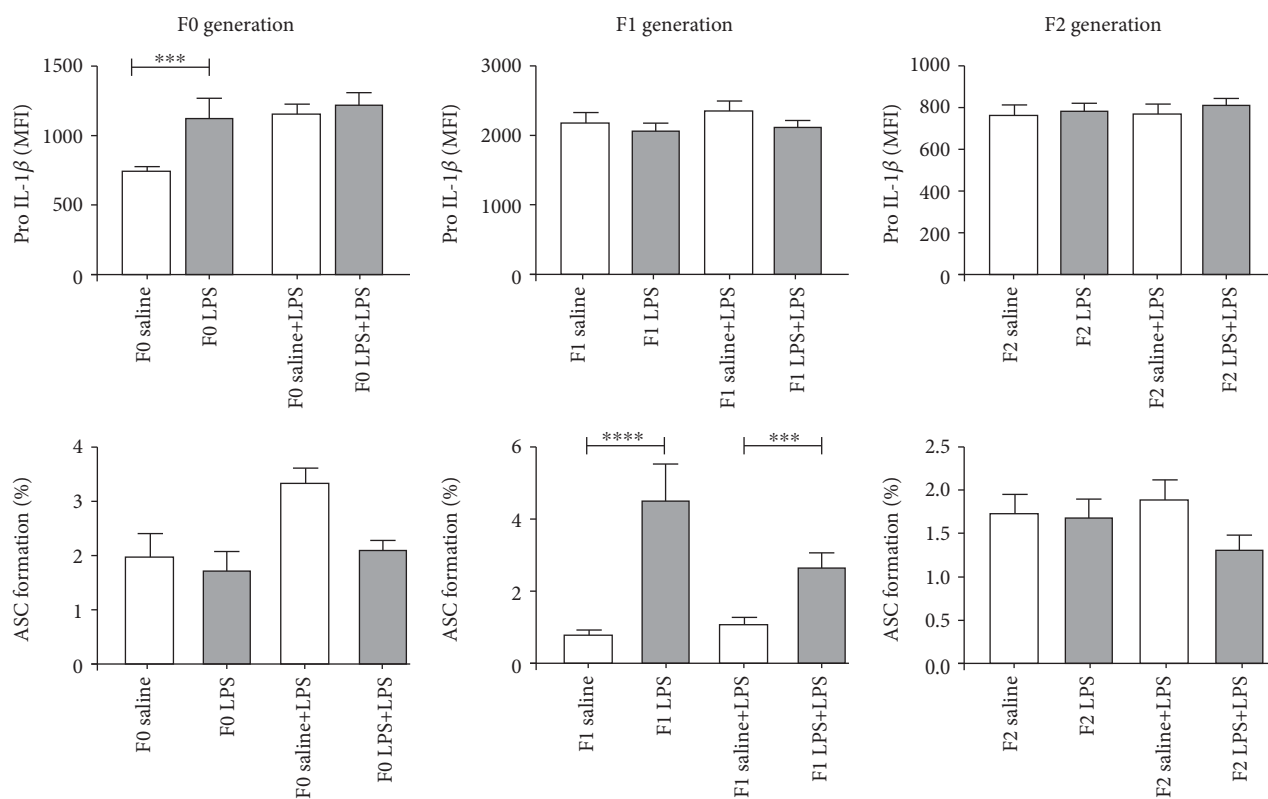 F0 generation
Pro IL-1β (MFI)
1500
1000
500
0
***
F0 saline
F0 LPS
F0 saline+LPS
F0 LPS+LPS
F1 generation
Pro IL-1β (MFI)
3000
2000
1000
0
F1 saline
F1 LPS
F1 saline+LPS
F1 LPS+LPS
F2 generation
Pro IL-1β (MFI)
1000
800
600
400
200
0
F2 saline
F2 LPS
F2 saline+LPS
F2 LPS+LPS
ASC formation (%)
4
3
2
1
0
F0 saline
F0 LPS
F0 saline+LPS
F0 LPS+LPS
ASC formation (%)
6
4
2
0
****
***
F1 saline
F1 LPS
F1 saline+LPS
F1 LPS+LPS
ASC formation (%)
2.5
2.0
1.5
1.0
0.5
0.0
F2 saline
F2 LPS
F2 saline+LPS
F2 LPS+LPS